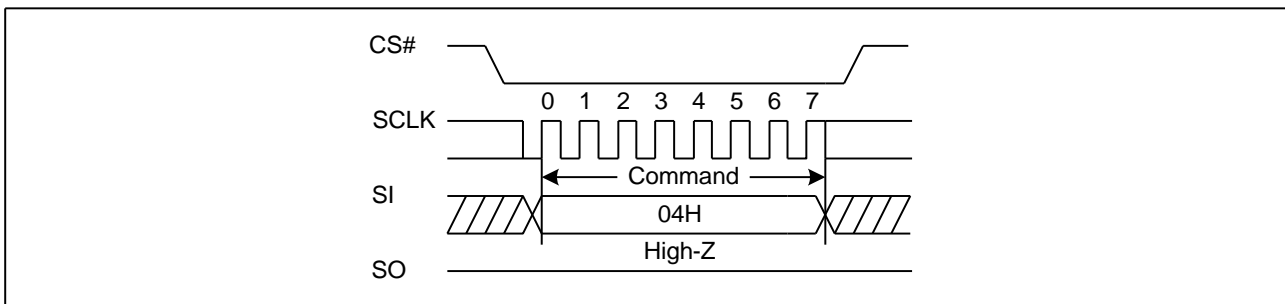 CS#
0 1 2 3 4 5 6 7
SCLK
Command
SI
04H
High-Z
SO